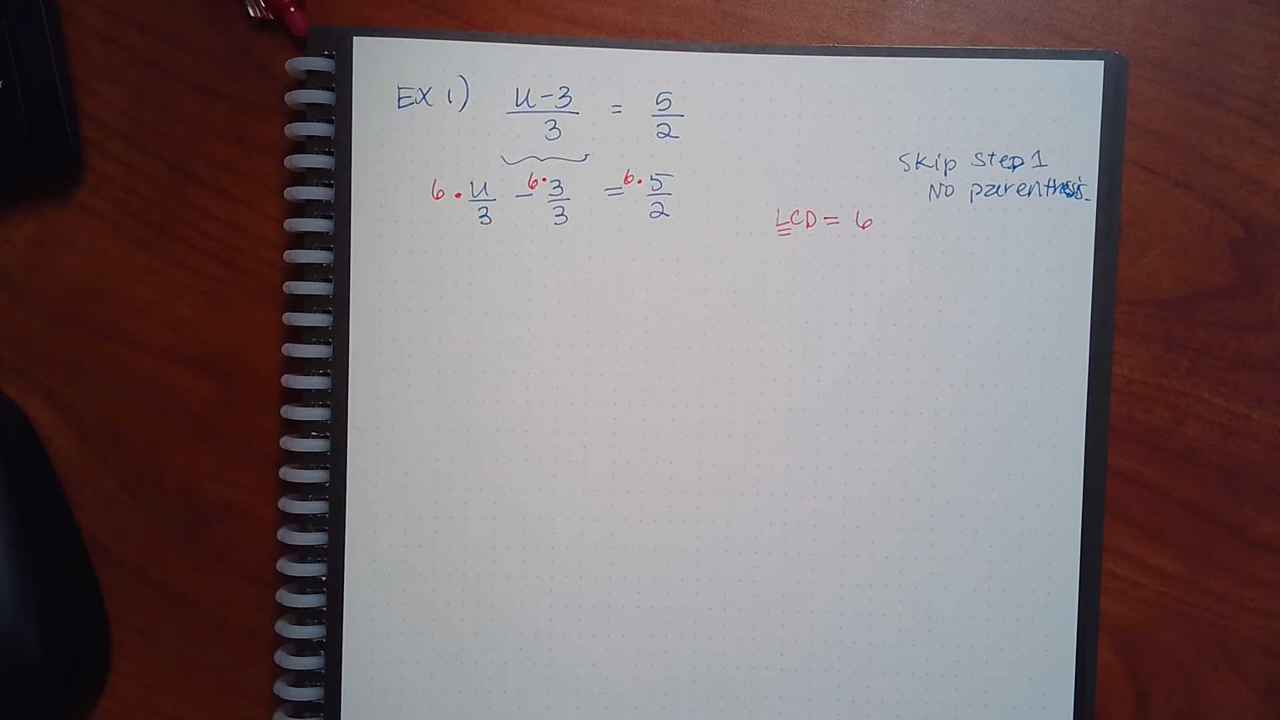 EX 1) u-3/3 = 5/2
Skip Step 1
No parenthesis.
6 · u/3 - 6 · 3/3 = 6 · 5/2
LCD = 6